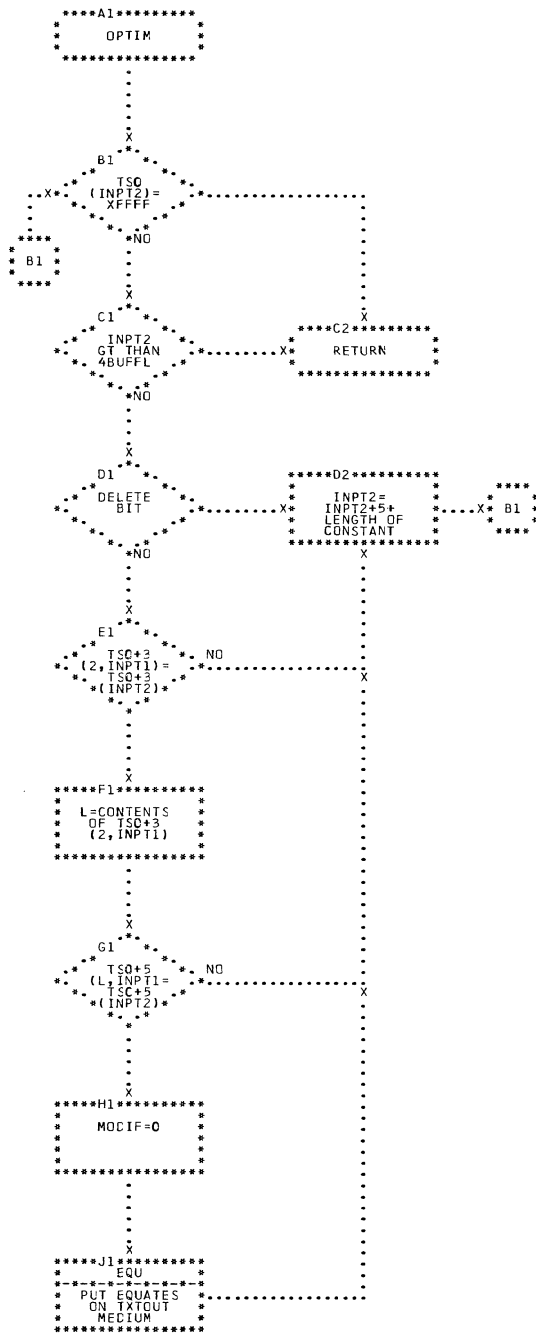 A1
OPTIM
B1
TSO
(INPT2)=
XFFFF
NO
B1
C1
INPT2
GT THAN
4BUFFL
NO
C2
RETURN
D1
DELETE
BIT
NO
D2
INPT2=
INPT2+5+
LENGTH OF
CONSTANT
B1
E1
TSO+3
(2,INPT1)=
TSO+3
(INPT2)
NO
F1
L=CONTENTS
OF TSO+3
(2,INPT1)
G1
TSO+5
(L,INPT1=
TSO+5
(INPT2)
NO
H1
MODIF=0
J1
EQU
PUT EQUATES
ON TXTOUT
MEDIUM